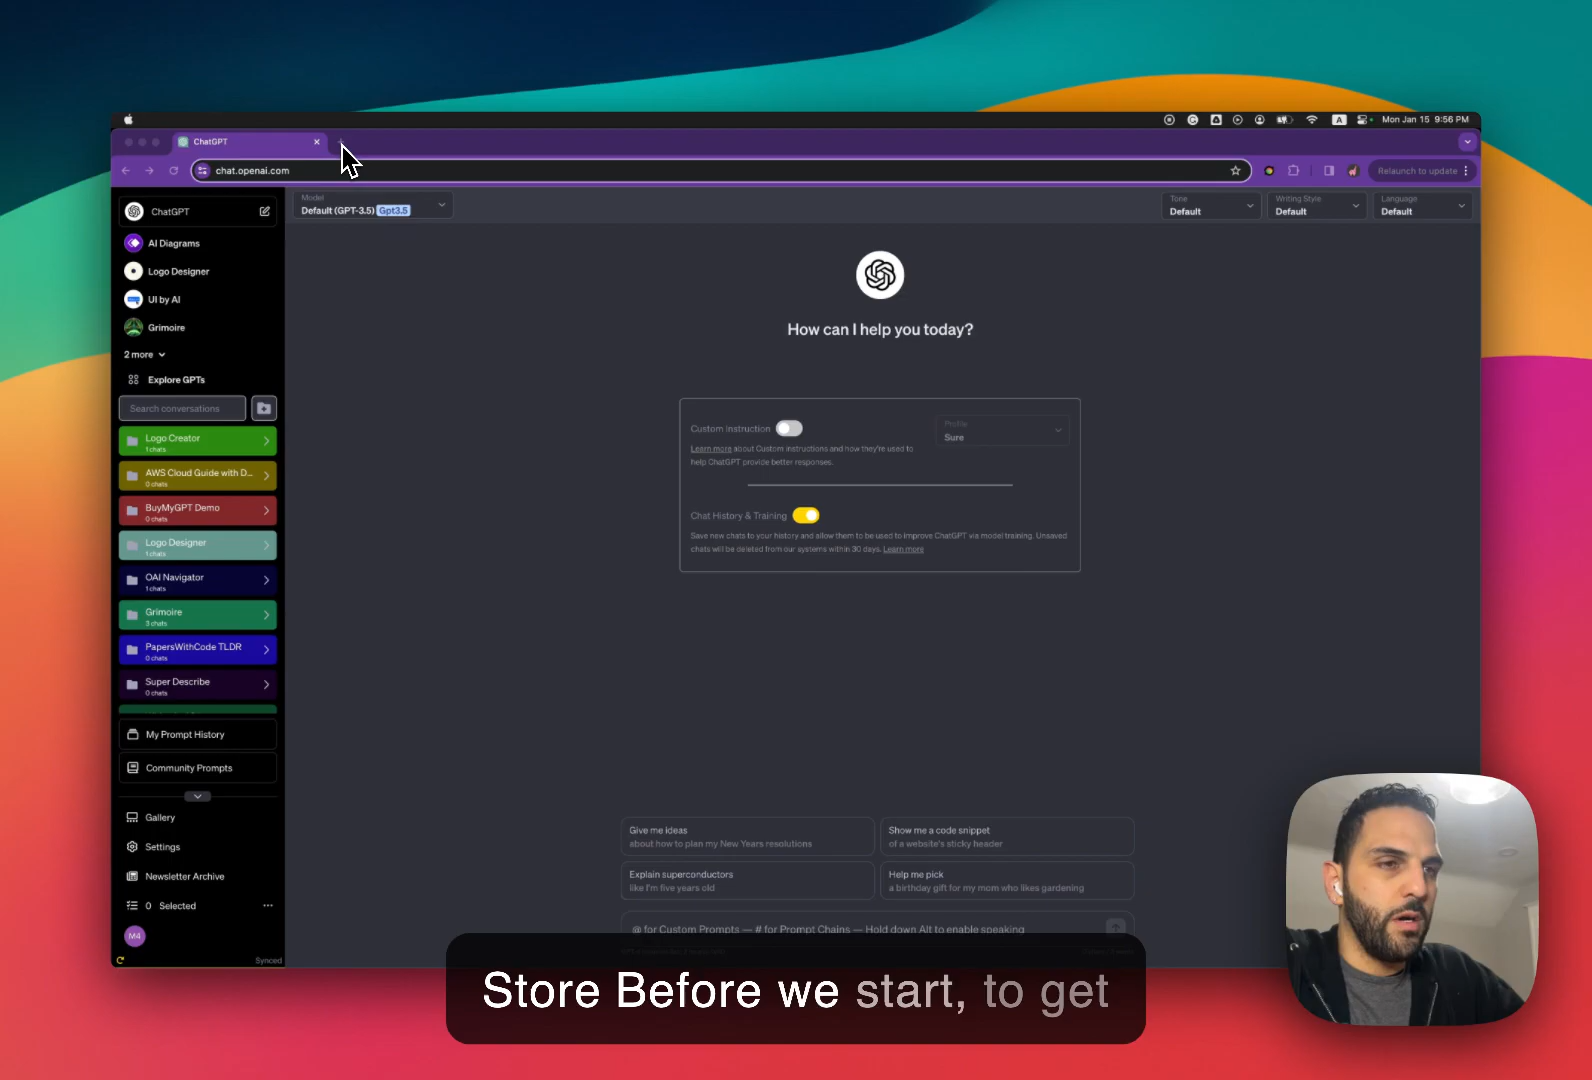 Mon Jan 15 9:56 PM
ChatGPT
chat.openai.com
Relaunch to update
ChatGPT
AI Diagrams
Logo Designer
UI by AI
Grimoire
2 more
Explore GPTs
Search conversations
Logo Creator
1 chats
AWS Cloud Guide with D...
0 chats
BuyMyGPT Demo
0 chats
Logo Designer
1 chats
OAI Navigator
1 chats
Grimoire
3 chats
PapersWithCode TLDR
0 chats
Super Describe
0 chats
My Prompt History
Community Prompts
Gallery
Settings
Newsletter Archive
0 Selected
M4
Synced
Model
Default (GPT-3.5) Gpt3.5
Tone
Default
Writing Style
Default
Language
Default
How can I help you today?
Custom Instruction
Profile
Sure
Learn more about Custom instructions and how they're used to
help ChatGPT provide better responses.
Chat History & Training
Save new chats to your history and allow them to be used to improve ChatGPT via model training. Unsaved
chats will be deleted from our systems within 30 days. Learn more
Give me ideas
about how to plan my New Years resolutions
Show me a code snippet
of a website's sticky header
Explain superconductors
like I'm five years old
Help me pick
a birthday gift for my mom who likes gardening
@ for Custom Prompts — # for Prompt Chains — Hold down Alt to enable speaking
Store Before we start, to get